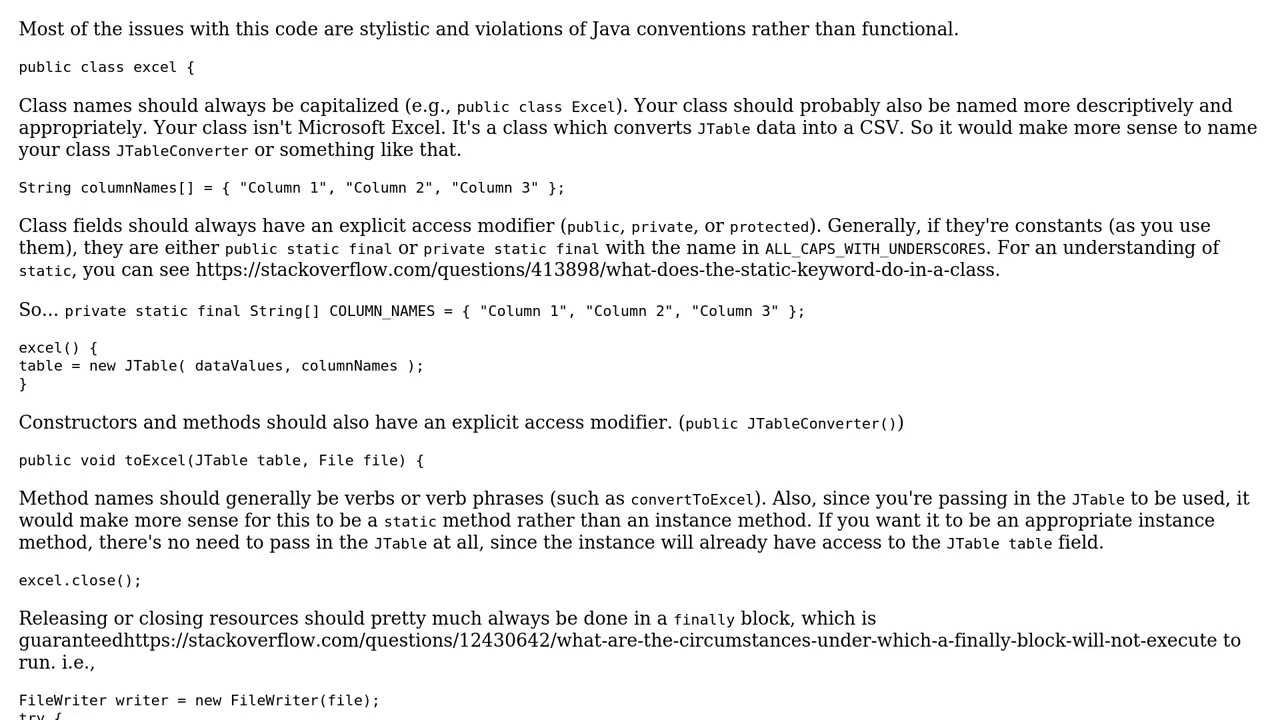 Most of the issues with this code are stylistic and violations of Java conventions rather than functional.
public class excel {
Class names should always be capitalized (e.g., public class Excel). Your class should probably also be named more descriptively and
appropriately. Your class isn't Microsoft Excel. It's a class which converts JTable data into a CSV. So it would make more sense to name
your class JTableConverter or something like that.
String columnNames[] = { "Column 1", "Column 2", "Column 3" };
Class fields should always have an explicit access modifier (public, private, or protected). Generally, if they're constants (as you use
them), they are either public static final or private static final with the name in ALL_CAPS_WITH_UNDERSCORES. For an understanding of
static, you can see https://stackoverflow.com/questions/413898/what-does-the-static-keyword-do-in-a-class.
So... private static final String[] COLUMN_NAMES = { "Column 1", "Column 2", "Column 3" };
excel() {
table = new JTable( dataValues, columnNames );
}
Constructors and methods should also have an explicit access modifier. (public JTableConverter())
public void toExcel(JTable table, File file) {
Method names should generally be verbs or verb phrases (such as convertToExcel). Also, since you're passing in the JTable to be used, it
would make more sense for this to be a static method rather than an instance method. If you want it to be an appropriate instance
method, there's no need to pass in the JTable at all, since the instance will already have access to the JTable table field.
excel.close();
Releasing or closing resources should pretty much always be done in a finally block, which is
guaranteedhttps://stackoverflow.com/questions/12430642/what-are-the-circumstances-under-which-a-finally-block-will-not-execute to
run. i.e.,
FileWriter writer = new FileWriter(file);
try {